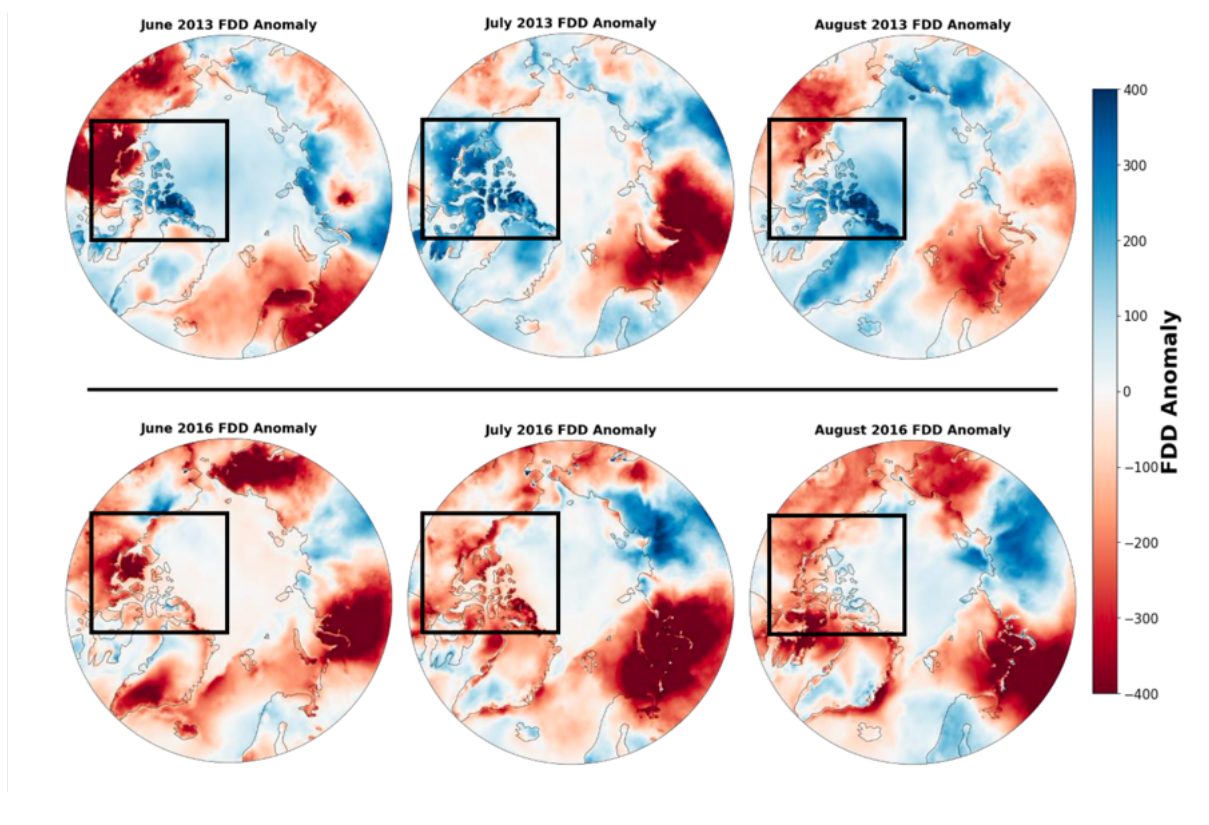 June 2013 FDD Anomaly
July 2013 FDD Anomaly
August 2013 FDD Anomaly
400
300
200
100
0
−100
−200
−300
−400
FDD Anomaly
June 2016 FDD Anomaly
July 2016 FDD Anomaly
August 2016 FDD Anomaly